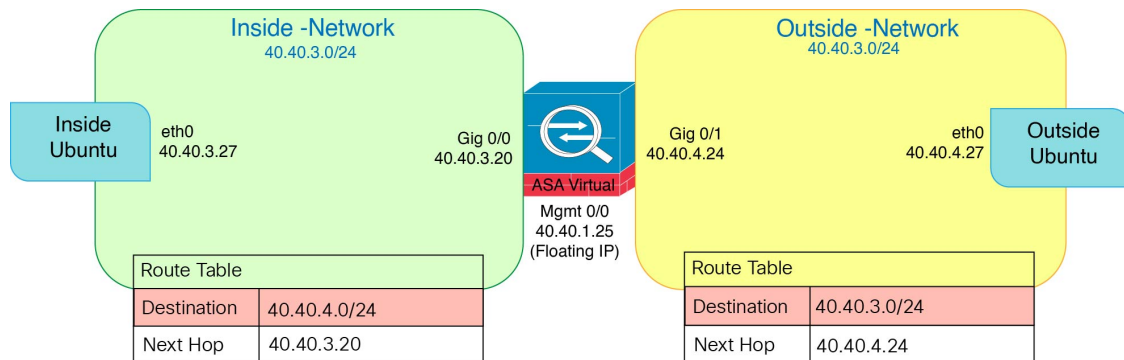 Inside -Network
40.40.3.0/24
Outside -Network
40.40.3.0/24
Inside
Ubuntu
eth0
40.40.3.27
Gig 0/0
40.40.3.20
ASA Virtual
Mgmt 0/0
40.40.1.25
(Floating IP)
Gig 0/1
40.40.4.24
eth0
40.40.4.27
Outside
Ubuntu
Route Table
Destination 40.40.4.0/24
Next Hop 40.40.3.20
Route Table
Destination 40.40.3.0/24
Next Hop 40.40.4.24